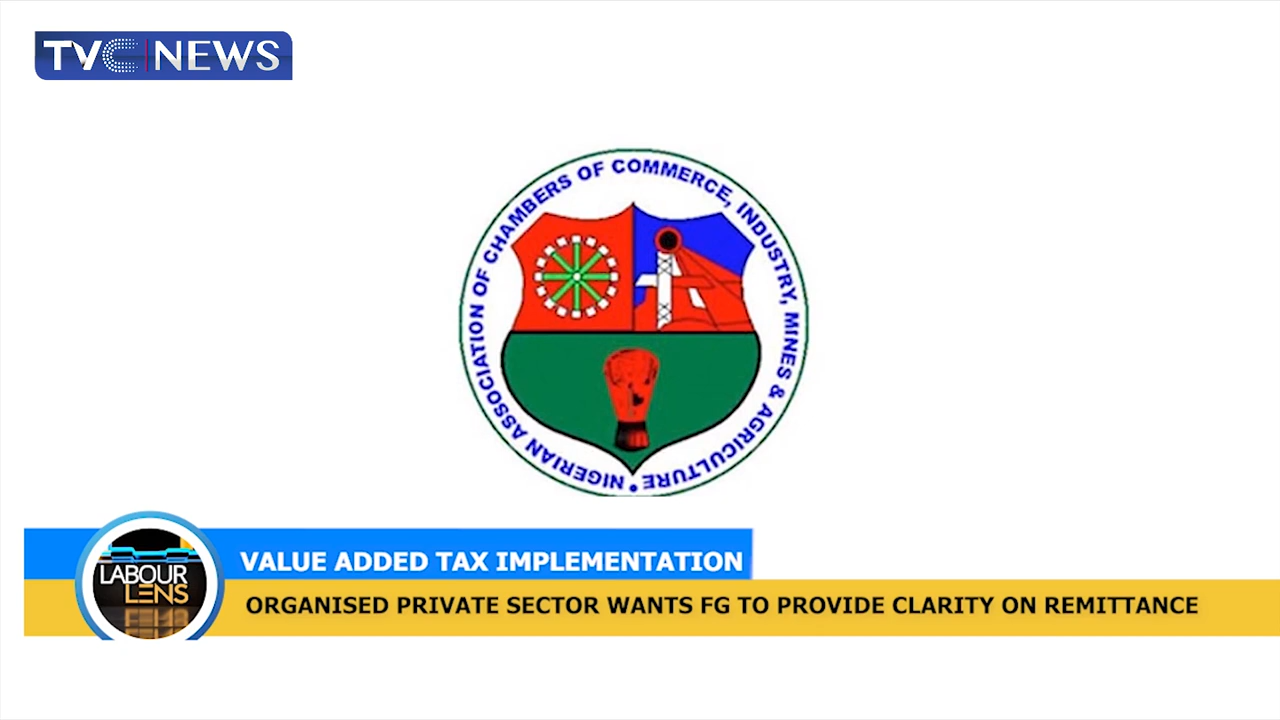 TVC NEWS
NIGERIAN ASSOCIATION OF CHAMBERS OF COMMERCE, INDUSTRY, MINES & AGRICULTURE •
VALUE ADDED TAX IMPLEMENTATION
LABOUR
LENS
ORGANISED PRIVATE SECTOR WANTS FG TO PROVIDE CLARITY ON REMITTANCE